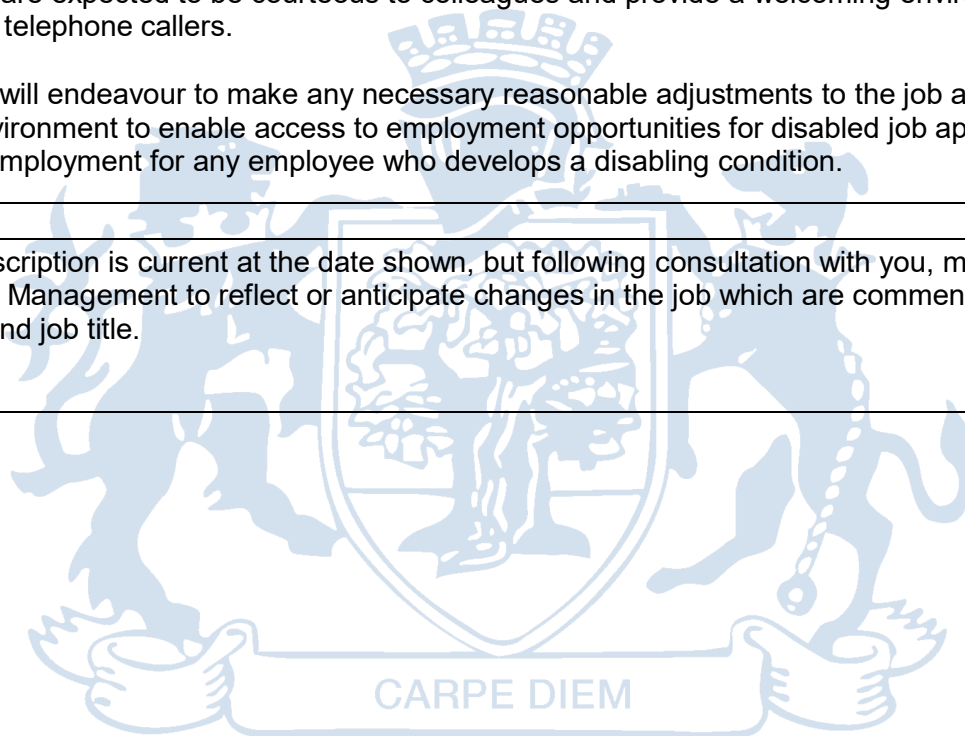 are expected to be courteous to colleagues and provide a welcoming envir
telephone callers.
will endeavour to make any necessary reasonable adjustments to the job a
vironment to enable access to employment opportunities for disabled job ap
mployment for any employee who develops a disabling condition.
scription is current at the date shown, but following consultation with you, m
Management to reflect or anticipate changes in the job which are commen
nd job title.
CARPE DIEM